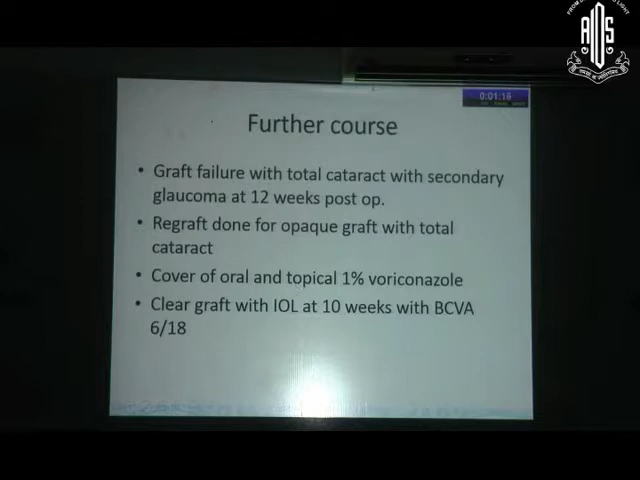 AIIS
0:01:16
Further course
• Graft failure with total cataract with secondary
glaucoma at 12 weeks post op.
• Regraft done for opaque graft with total
cataract
• Cover of oral and topical 1% voriconazole
• Clear graft with IOL at 10 weeks with BCVA
6/18